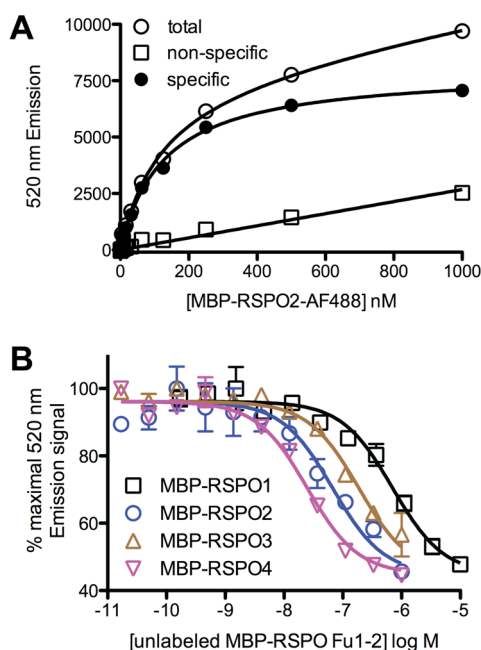 A
total
non-specific
specific
520 nm Emission
10000
7500
5000
2500
0
0 200 400 600 800 1000
[MBP-RSPO2-AF488] nM
B
% maximal 520 nm
Emission signal
100
80
60
40
MBP-RSPO1
MBP-RSPO2
MBP-RSPO3
MBP-RSPO4
-11 -10 -9 -8 -7 -6 -5
[unlabeled MBP-RSPO Fu1-2] log M